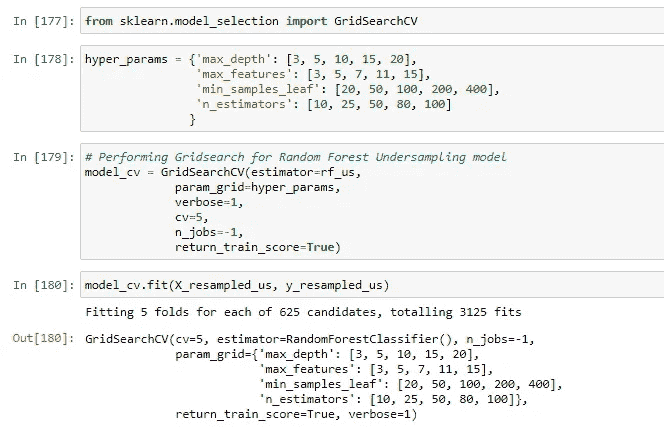 In [177]: from sklearn.model_selection import GridSearchCV
In [178]: hyper_params = {'max_depth': [3, 5, 10, 15, 20],
'max_features': [3, 5, 7, 11, 15],
'min_samples_leaf': [20, 50, 100, 200, 400],
'n_estimators': [10, 25, 50, 80, 100]
}
In [179]: # Performing Gridsearch for Random Forest Undersampling model
model_cv = GridSearchCV(estimator=rf_us,
param_grid=hyper_params,
verbose=1,
cv=5,
n_jobs=-1,
return_train_score=True)
In [180]: model_cv.fit(X_resampled_us, y_resampled_us)
Fitting 5 folds for each of 625 candidates, totalling 3125 fits
Out[180]: GridSearchCV(cv=5, estimator=RandomForestClassifier(), n_jobs=-1,
param_grid={'max_depth': [3, 5, 10, 15, 20],
'max_features': [3, 5, 7, 11, 15],
'min_samples_leaf': [20, 50, 100, 200, 400],
'n_estimators': [10, 25, 50, 80, 100]},
return_train_score=True, verbose=1)